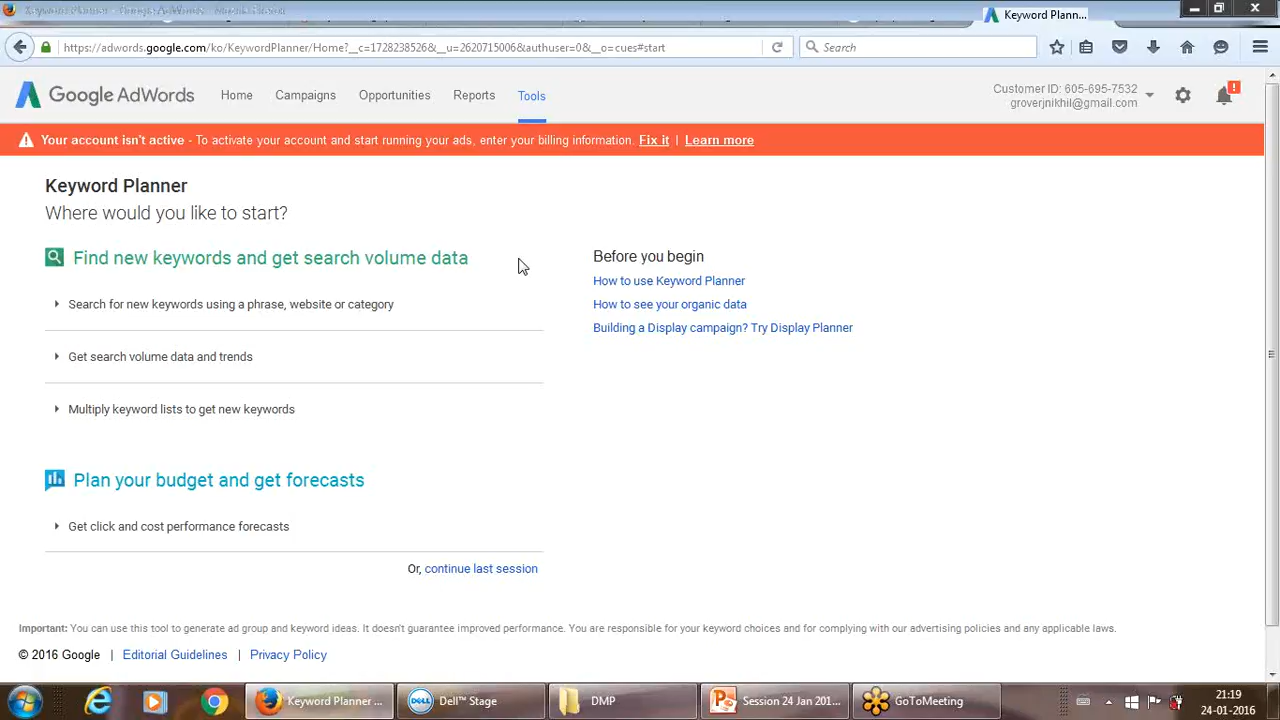 Keyword Plann...
https://adwords.google.com/ko/KeywordPlanner/Home?__c=1728238526&__u=2620715006&authuser=0&__o=cues#start
Search
Google AdWords
Home
Campaigns
Opportunities
Reports
Tools
Customer ID: 605-695-7532
groverjnikhil@gmail.com
!
Your account isn't active - To activate your account and start running your ads, enter your billing information. Fix it | Learn more
Keyword Planner
Where would you like to start?
Find new keywords and get search volume data
Search for new keywords using a phrase, website or category
Get search volume data and trends
Multiply keyword lists to get new keywords
Plan your budget and get forecasts
Get click and cost performance forecasts
Or, continue last session
Before you begin
How to use Keyword Planner
How to see your organic data
Building a Display campaign? Try Display Planner
Important: You can use this tool to generate ad group and keyword ideas. It doesn't guarantee improved performance. You are responsible for your keyword choices and for complying with our advertising policies and any applicable laws.
© 2016 Google | Editorial Guidelines | Privacy Policy
Keyword Planner ...
DELL
Dell™ Stage
DMP
Session 24 Jan 201...
GoToMeeting
21:19
24-01-2016